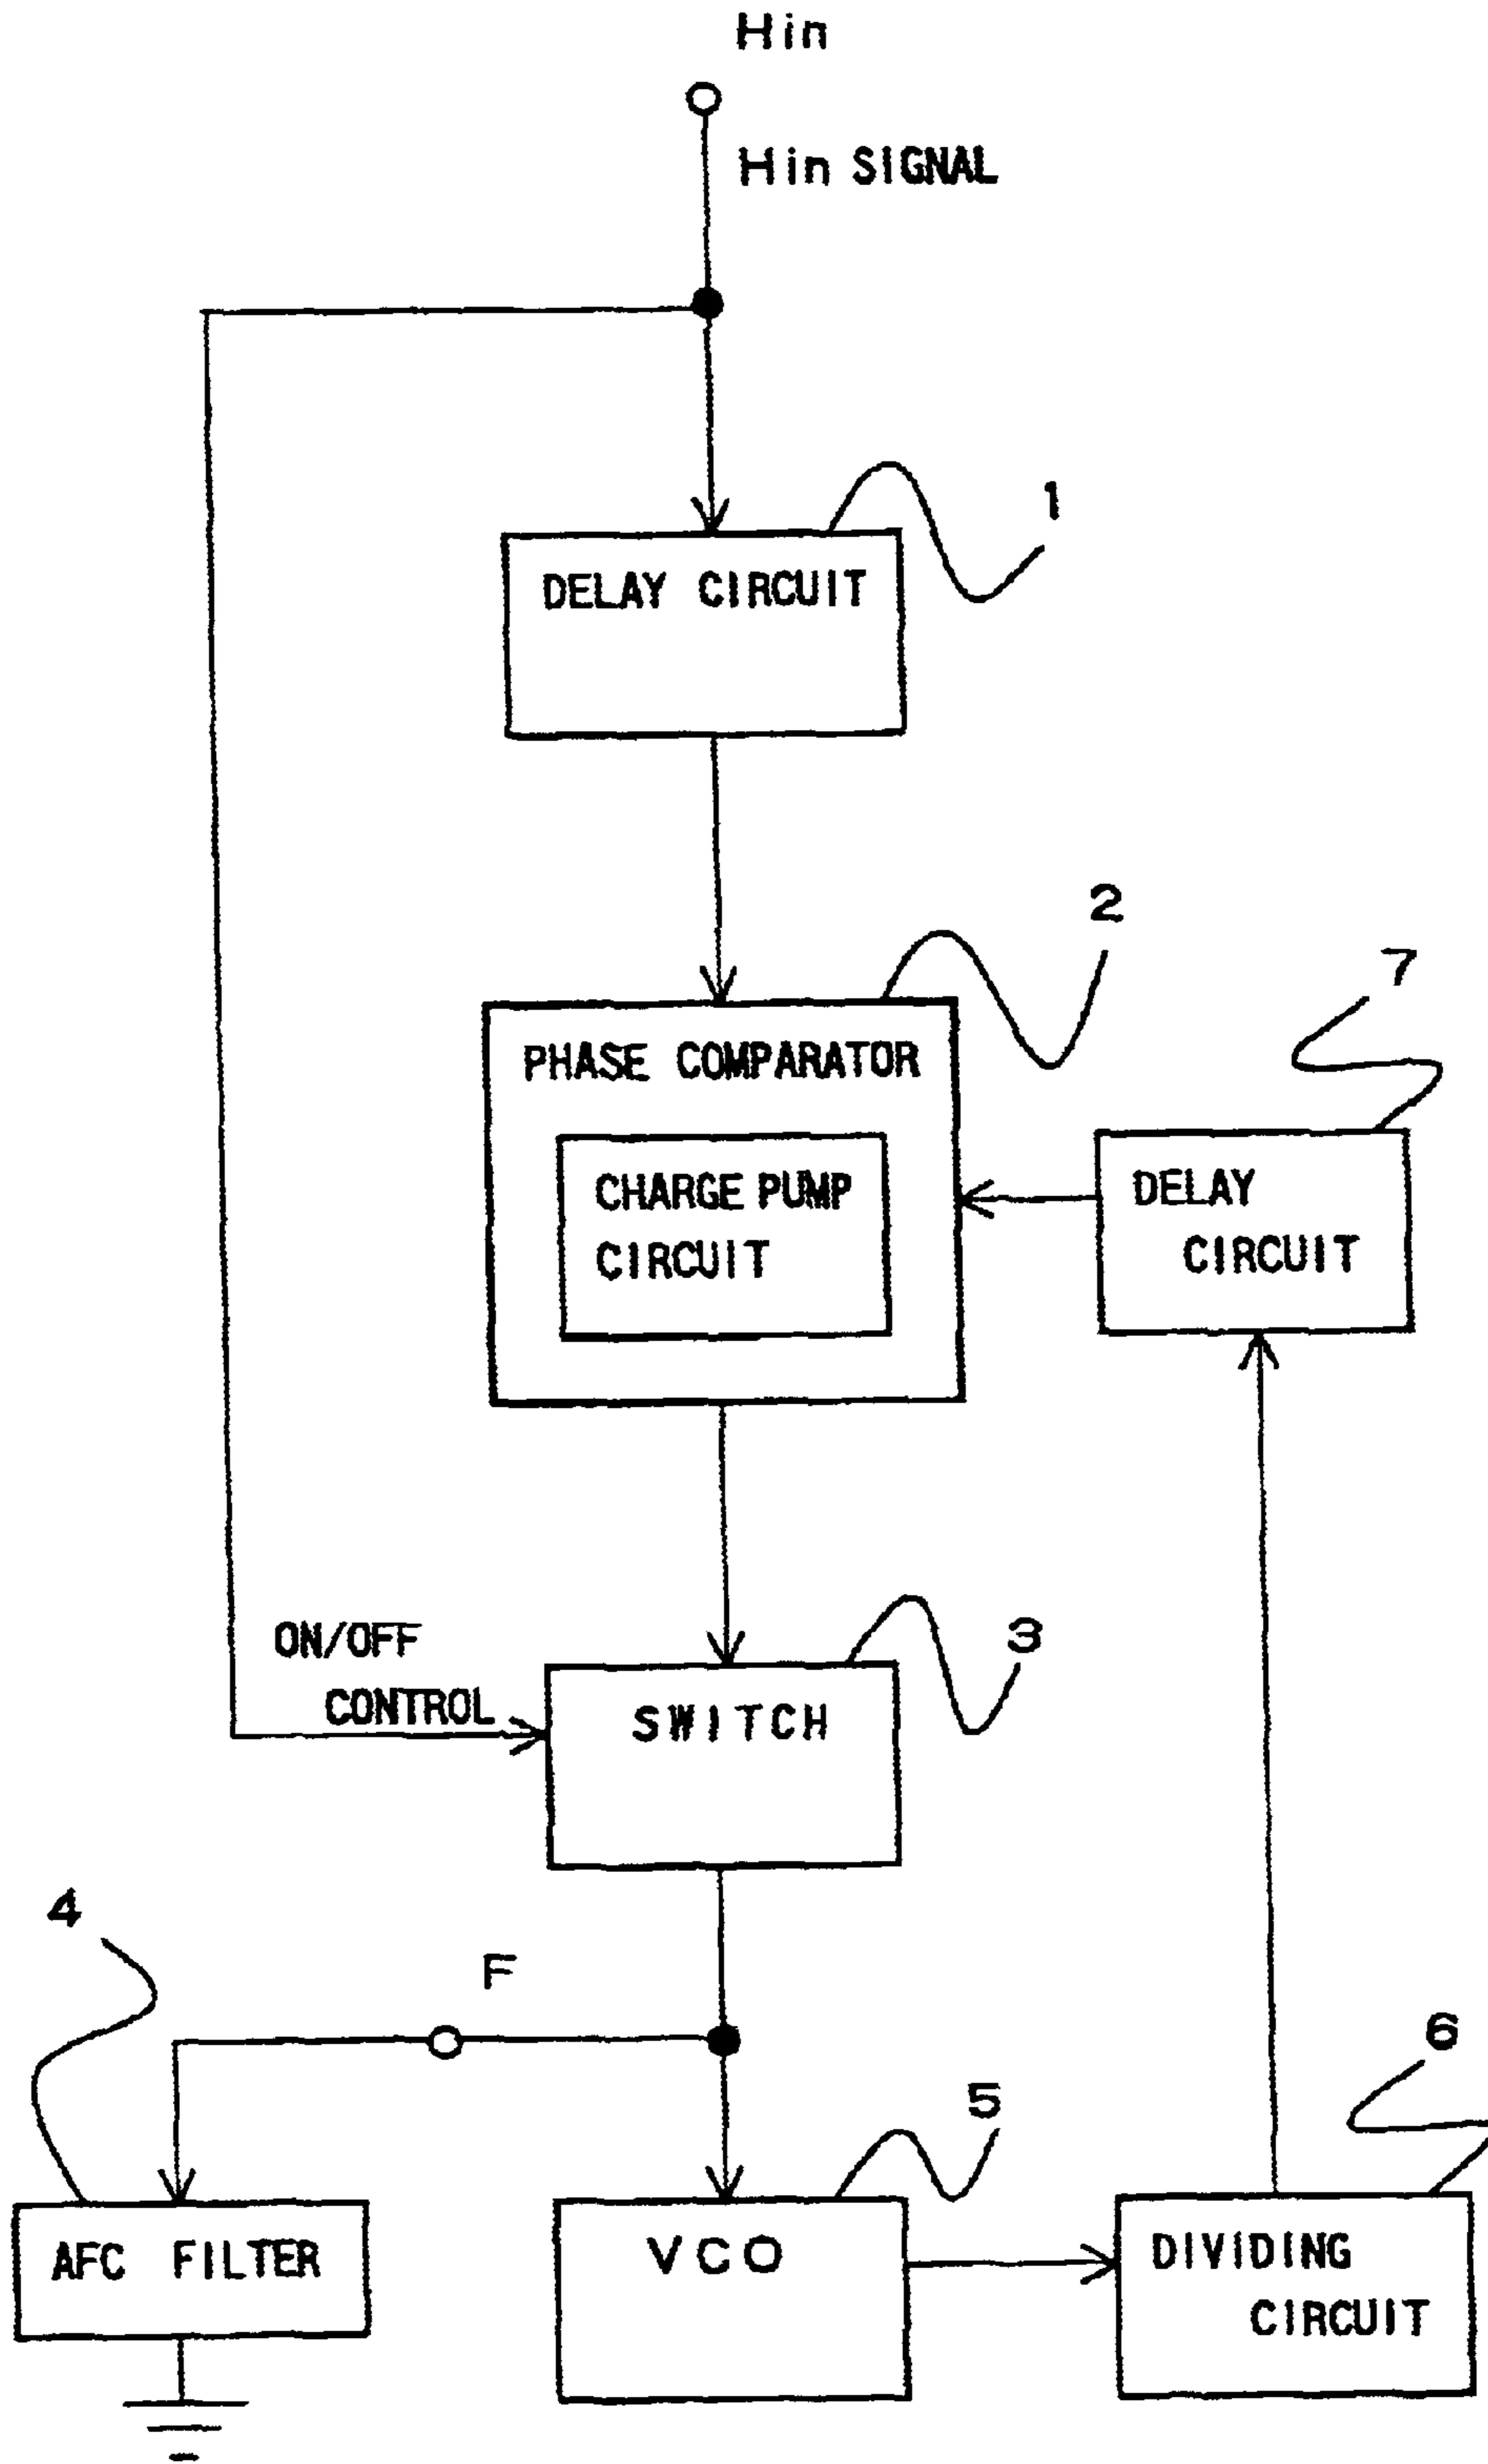 Hin
Hin SIGNAL
1
DELAY CIRCUIT
2
7
PHASE COMPARATOR
CHARGE PUMP
CIRCUIT
DELAY
CIRCUIT
ON/OFF
CONTROL
3
SWITCH
4
F
5
6
AFC FILTER
VCO
DIVIDING
CIRCUIT